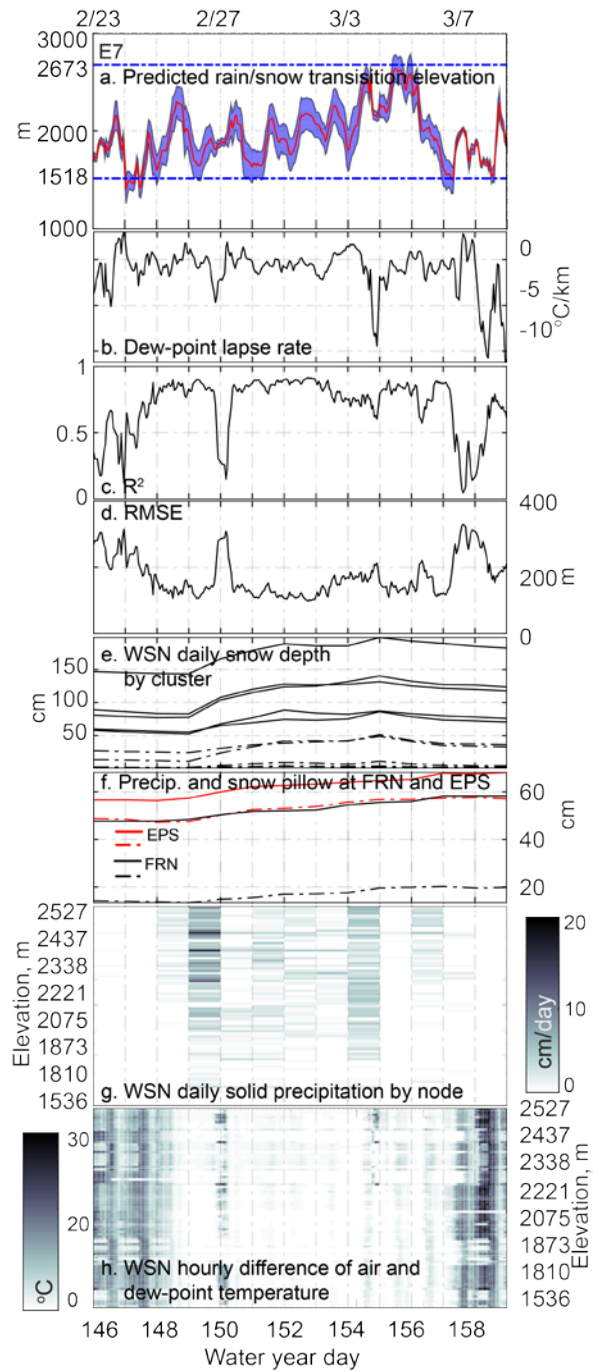 2/23 2/27 3/3 3/7
3000
E7
2673
a. Predicted rain/snow transistion elevation
m
2000
1518
1000
0
-5
-10
°C/km
b. Dew-point lapse rate
1
0.5
0
c. R²
400
d. RMSE
200
m
0
e. WSN daily snow depth
by cluster
150
100
50
cm
f. Precip. and snow pillow at FRN and EPS
60
40
20
cm
EPS
FRN
2527
2437
2338
2221
2075
1873
1810
1536
Elevation, m
20
10
0
cm/day
g. WSN daily solid precipitation by node
30
20
0
°C
2527
2437
2338
2221
2075
1873
1810
1536
Elevation, m
h. WSN hourly difference of air and
dew-point temperature
146 148 150 152 154 156 158
Water year day